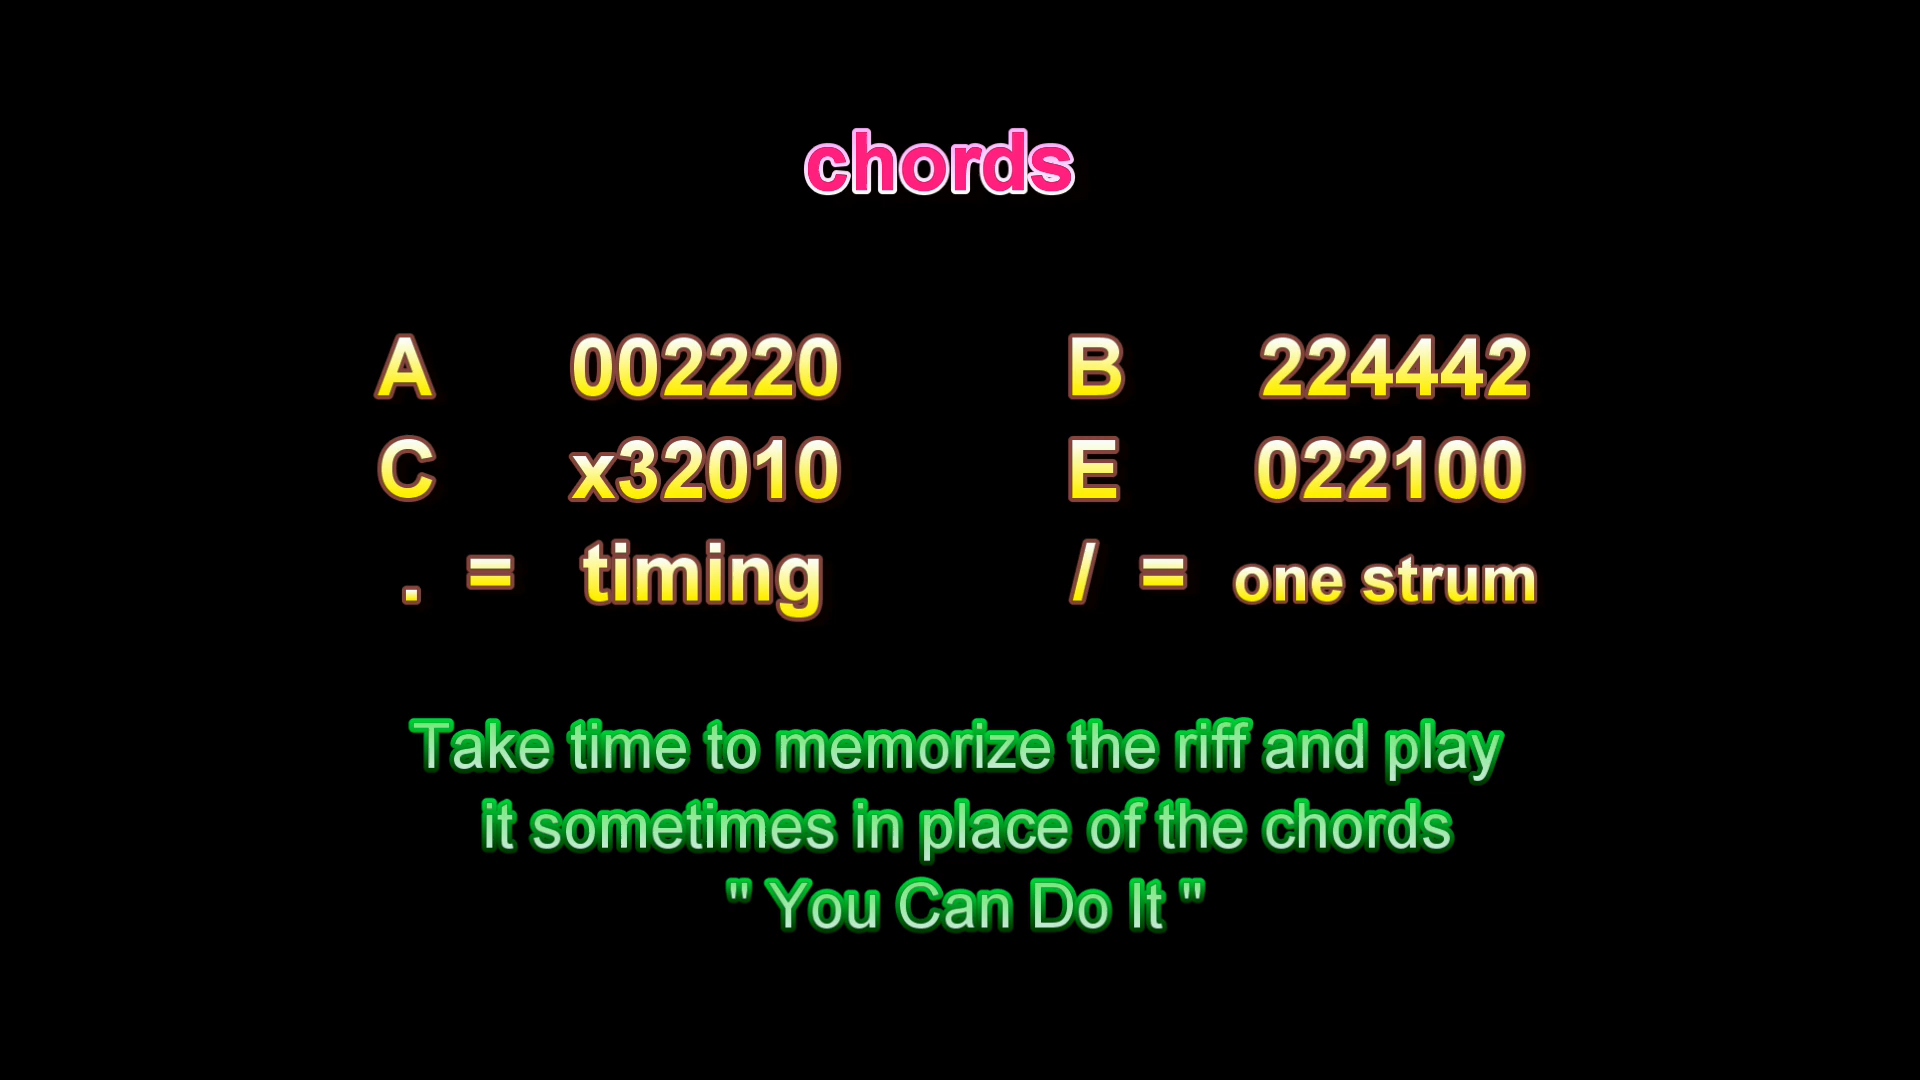 chords
A 002220 B 224442
C x32010 E 022100
. = timing / = one strum
Take time to memorize the riff and play
it sometimes in place of the chords
" You Can Do It "